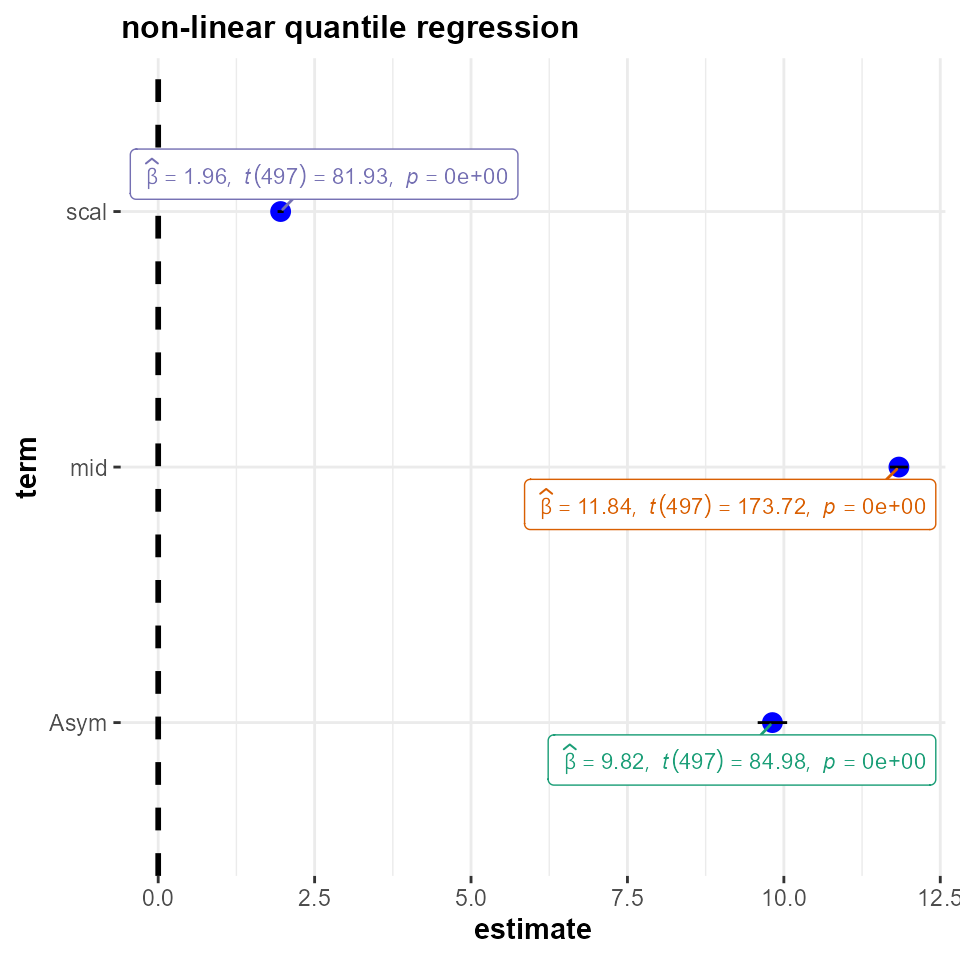 non-linear quantile regression
β̂ = 1.96, t(497) = 81.93, p = 0e+00
scal
term
mid
β̂ = 11.84, t(497) = 173.72, p = 0e+00
Asym
β̂ = 9.82, t(497) = 84.98, p = 0e+00
0.0 2.5 5.0 7.5 10.0 12.5
estimate